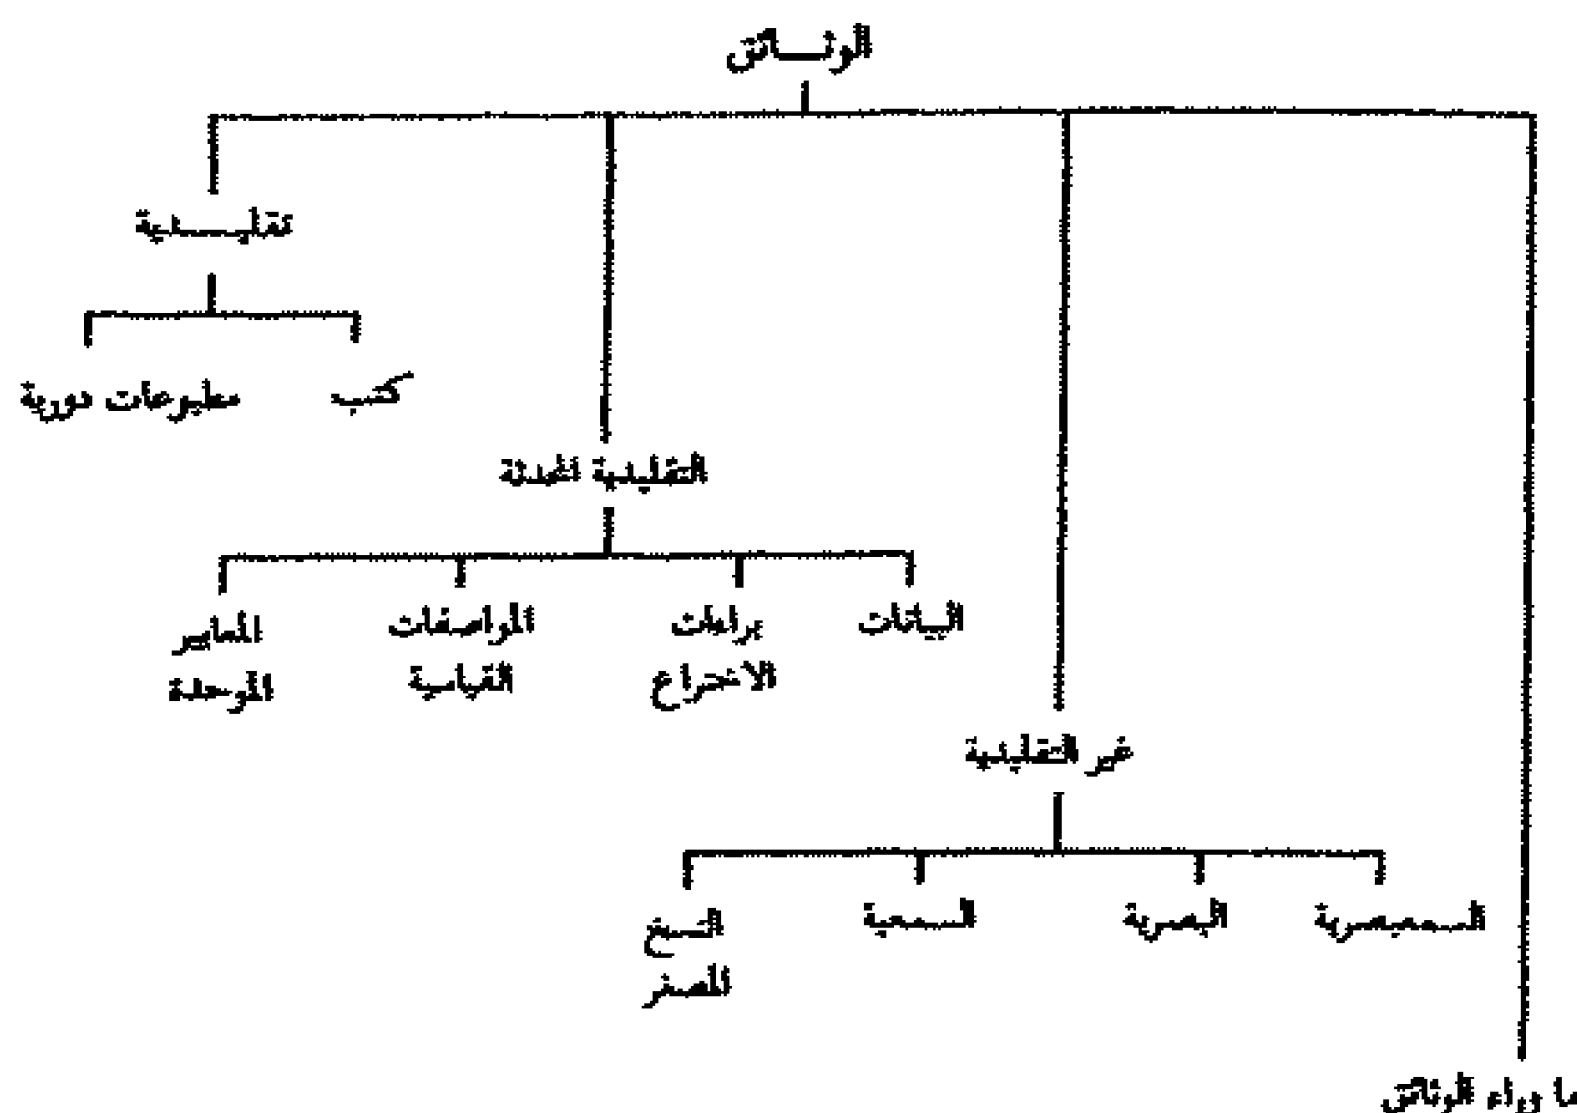 الوثائق
تقليدية
كتب
مطبوعات دورية
التقليدية المحدثة
البيانات
براءات
الاختراع
المواصفات
القياسية
المعايير
الموحدة
غير التقليدية
السمعبصرية
البصرية
السمعية
النسخ
المصغر
ما وراء الوثائق